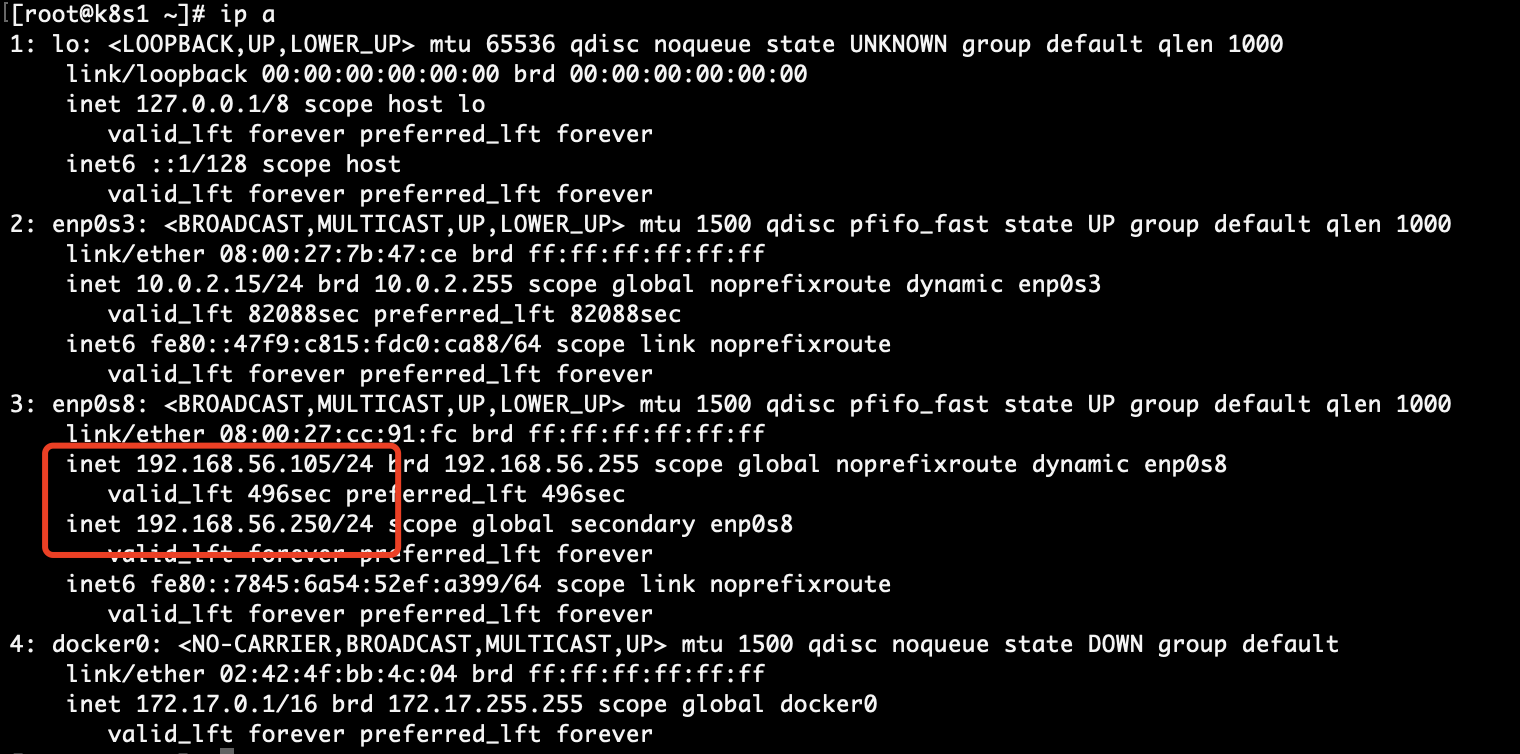 [[root@k8s1 ~]# ip a
1: lo: <LOOPBACK,UP,LOWER_UP> mtu 65536 qdisc noqueue state UNKNOWN group default qlen 1000
link/loopback 00:00:00:00:00:00 brd 00:00:00:00:00:00
inet 127.0.0.1/8 scope host lo
valid_lft forever preferred_lft forever
inet6 ::1/128 scope host
valid_lft forever preferred_lft forever
2: enp0s3: <BROADCAST,MULTICAST,UP,LOWER_UP> mtu 1500 qdisc pfifo_fast state UP group default qlen 1000
link/ether 08:00:27:7b:47:ce brd ff:ff:ff:ff:ff:ff
inet 10.0.2.15/24 brd 10.0.2.255 scope global noprefixroute dynamic enp0s3
valid_lft 82088sec preferred_lft 82088sec
inet6 fe80::47f9:c815:fdc0:ca88/64 scope link noprefixroute
valid_lft forever preferred_lft forever
3: enp0s8: <BROADCAST,MULTICAST,UP,LOWER_UP> mtu 1500 qdisc pfifo_fast state UP group default qlen 1000
link/ether 08:00:27:cc:91:fc brd ff:ff:ff:ff:ff:ff
inet 192.168.56.105/24 brd 192.168.56.255 scope global noprefixroute dynamic enp0s8
valid_lft 496sec preferred_lft 496sec
inet 192.168.56.250/24 scope global secondary enp0s8
valid_lft forever preferred_lft forever
inet6 fe80::7845:6a54:52ef:a399/64 scope link noprefixroute
valid_lft forever preferred_lft forever
4: docker0: <NO-CARRIER,BROADCAST,MULTICAST,UP> mtu 1500 qdisc noqueue state DOWN group default
link/ether 02:42:4f:bb:4c:04 brd ff:ff:ff:ff:ff:ff
inet 172.17.0.1/16 brd 172.17.255.255 scope global docker0
valid_lft forever preferred_lft forever